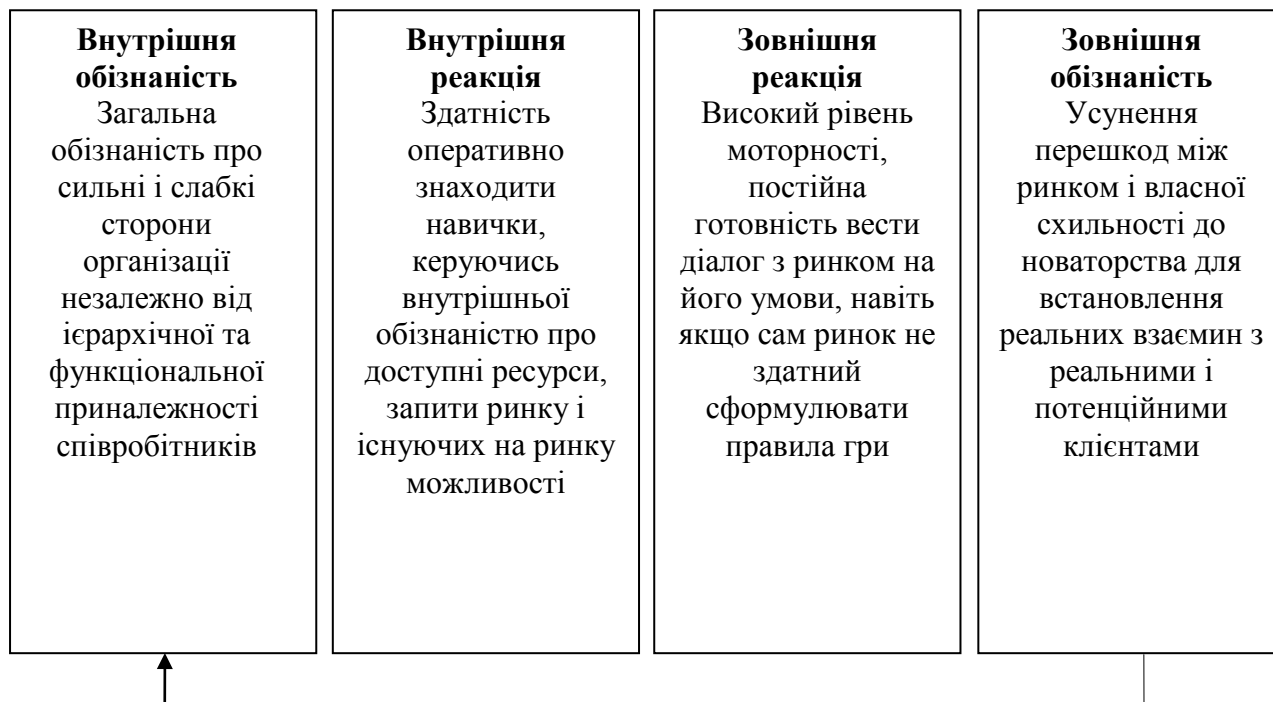 Внутрішня
обізнаність
Загальна
обізнаність про
сильні і слабкі
сторони
організації
незалежно від
ієрархічної та
функціональної
приналежності
співробітників
Внутрішня
реакція
Здатність
оперативно
знаходити
навички,
керуючись
внутрішньої
обізнаністю про
доступні ресурси,
запити ринку і
існуючих на ринку
можливості
Зовнішня
реакція
Високий рівень
моторності,
постійна
готовність вести
діалог з ринком на
його умови, навіть
якщо сам ринок не
здатний
сформулювати
правила гри
Зовнішня
обізнаність
Усунення
перешкод між
ринком і власної
схильності до
новаторства для
встановлення
реальних взаємин з
реальними і
потенційними
клієнтами